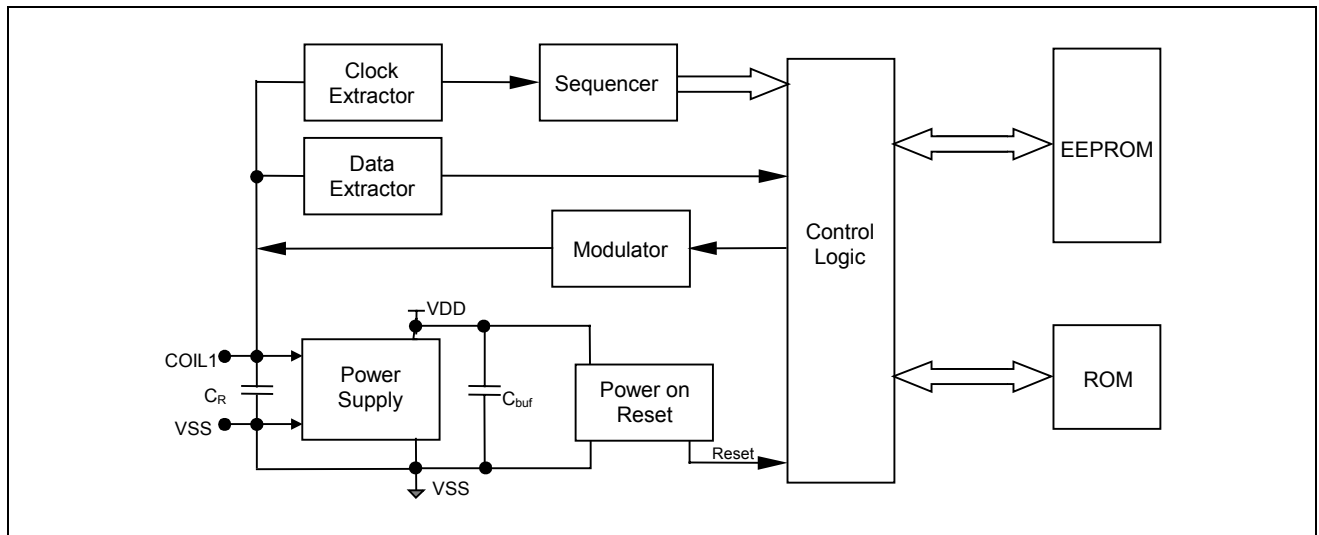 Clock
Extractor
Sequencer
EEPROM
Data
Extractor
Control
Logic
Modulator
VDD
COIL1
Power
Supply
CR
Cbuf
Power on
Reset
ROM
VSS
Reset
VSS